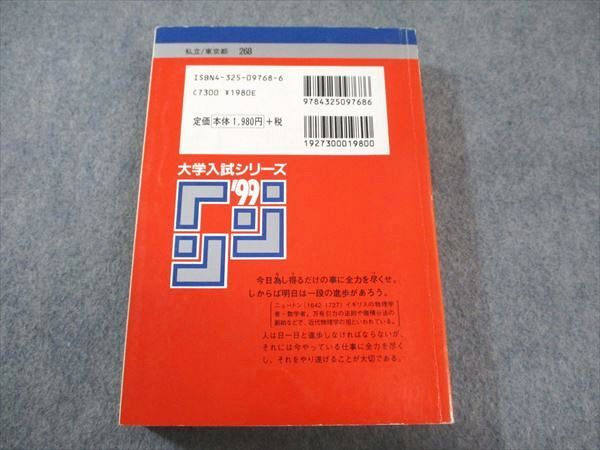 私立/東京都 268
ISBN4-325-09768-6
C7300 ¥1980E
定価 本体1,980円 +税
9784325097686
1927300019800
大学入試シリーズ
'99
今日為し得るだけの事に全力を尽くせ。
しからば明日は一段の進歩があろう。
ニュートン(1642-1727)イギリスの物理学
者・数学者。万有引力の法則や微積分法の
創始などで、近代物理学の祖といわれている。
人は日一日と進歩しなければならないが、
それには今やっている仕事に全力を尽く
し、それをやり遂げることが大切である。